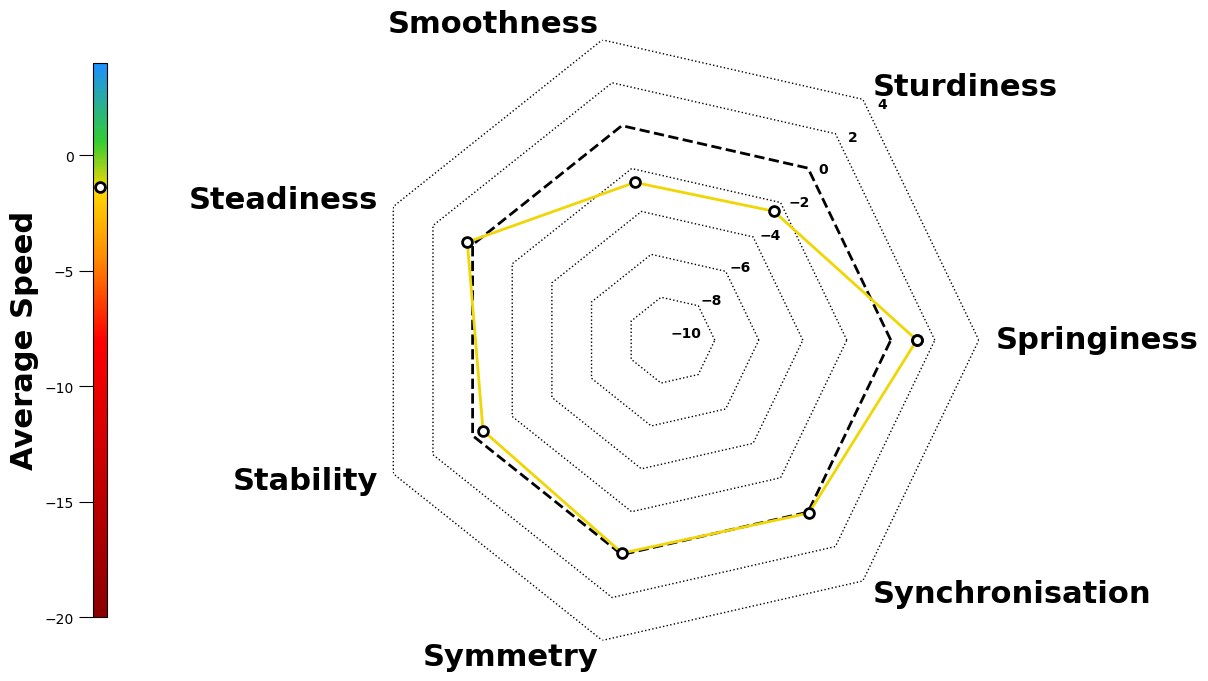 Smoothness
Sturdiness
4
2
0
−2
−4
−6
−8
−10
Steadiness
Springiness
Stability
Synchronisation
Symmetry
Average Speed
0
−5
−10
−15
−20